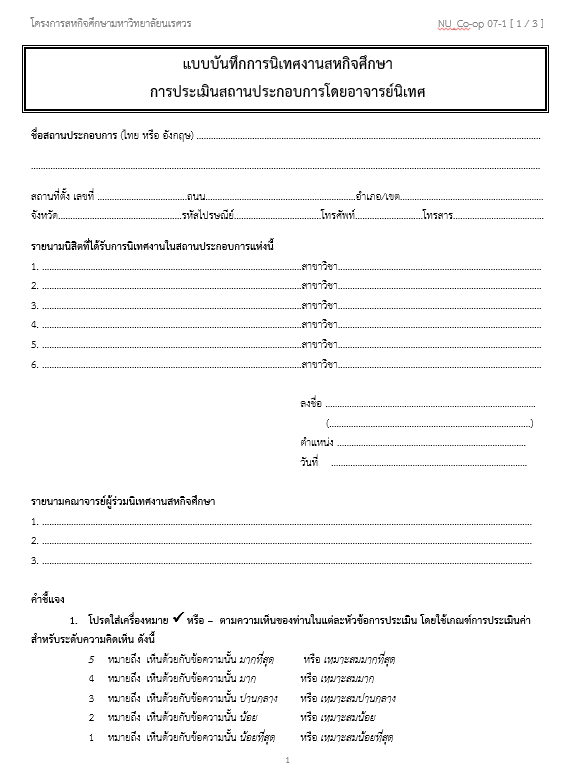 โครงการสหกิจศึกษามหาวิทยาลัยนเรศวร NU_Co-op 07-1 [ 1 / 3 ]
แบบบันทึกการนิเทศงานสหกิจศึกษา
การประเมินสถานประกอบการโดยอาจารย์นิเทศ
ชื่อสถานประกอบการ (ไทย หรือ อังกฤษ) ..........................................................................
....................................................................................................
สถานที่ตั้ง เลขที่ ..............................ถนน..................................................อำเภอ/เขต................................................
จังหวัด..........................................รหัสไปรษณีย์.............................โทรศัพท์.......................โทรสาร...............................
รายนามนิสิตที่ได้รับการนิเทศงานในสถานประกอบการแห่งนี้
1. ..........................................................................สาขาวิชา....................................................................
2. ..........................................................................สาขาวิชา....................................................................
3. ..........................................................................สาขาวิชา....................................................................
4. ..........................................................................สาขาวิชา....................................................................
5. ..........................................................................สาขาวิชา....................................................................
6. ..........................................................................สาขาวิชา....................................................................
ลงชื่อ ......................................................................
(....................................................................)
ตำแหน่ง ...............................................................
วันที่ .................................................................
รายนามคณาจารย์ผู้ร่วมนิเทศงานสหกิจศึกษา
1. ....................................................................................................
2. ....................................................................................................
3. ....................................................................................................
คำชี้แจง
1. โปรดใส่เครื่องหมาย ✓ หรือ – ตามความเห็นของท่านในแต่ละหัวข้อการประเมิน โดยใช้เกณฑ์การประเมินค่า
สำหรับระดับความคิดเห็น ดังนี้
5 หมายถึง เห็นด้วยกับข้อความนั้น มากที่สุด หรือ เหมาะสมมากที่สุด
4 หมายถึง เห็นด้วยกับข้อความนั้น มาก หรือ เหมาะสมมาก
3 หมายถึง เห็นด้วยกับข้อความนั้น ปานกลาง หรือ เหมาะสมปานกลาง
2 หมายถึง เห็นด้วยกับข้อความนั้น น้อย หรือ เหมาะสมน้อย
1 หมายถึง เห็นด้วยกับข้อความนั้น น้อยที่สุด หรือ เหมาะสมน้อยที่สุด
1